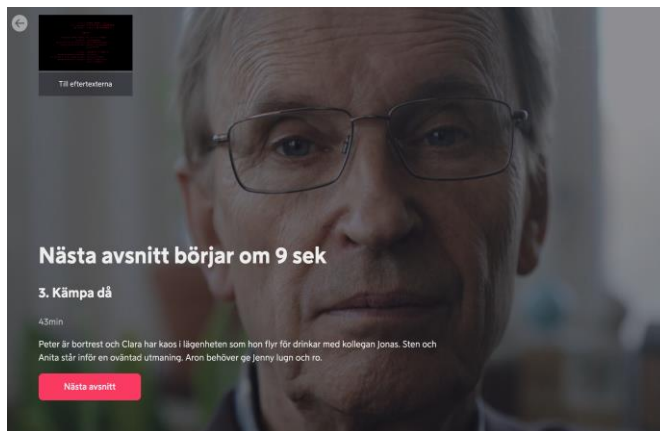 Till eftertexterna
Nästa avsnitt börjar om 9 sek
3. Kämpa då
43min
Peter är bortrest och Clara har kaos i lägenheten som hon flyr för drinkar med kollegan Jonas. Sten och
Anita står inför en oväntad utmaning. Aron behöver ge Jenny lugn och ro.
Nästa avsnitt